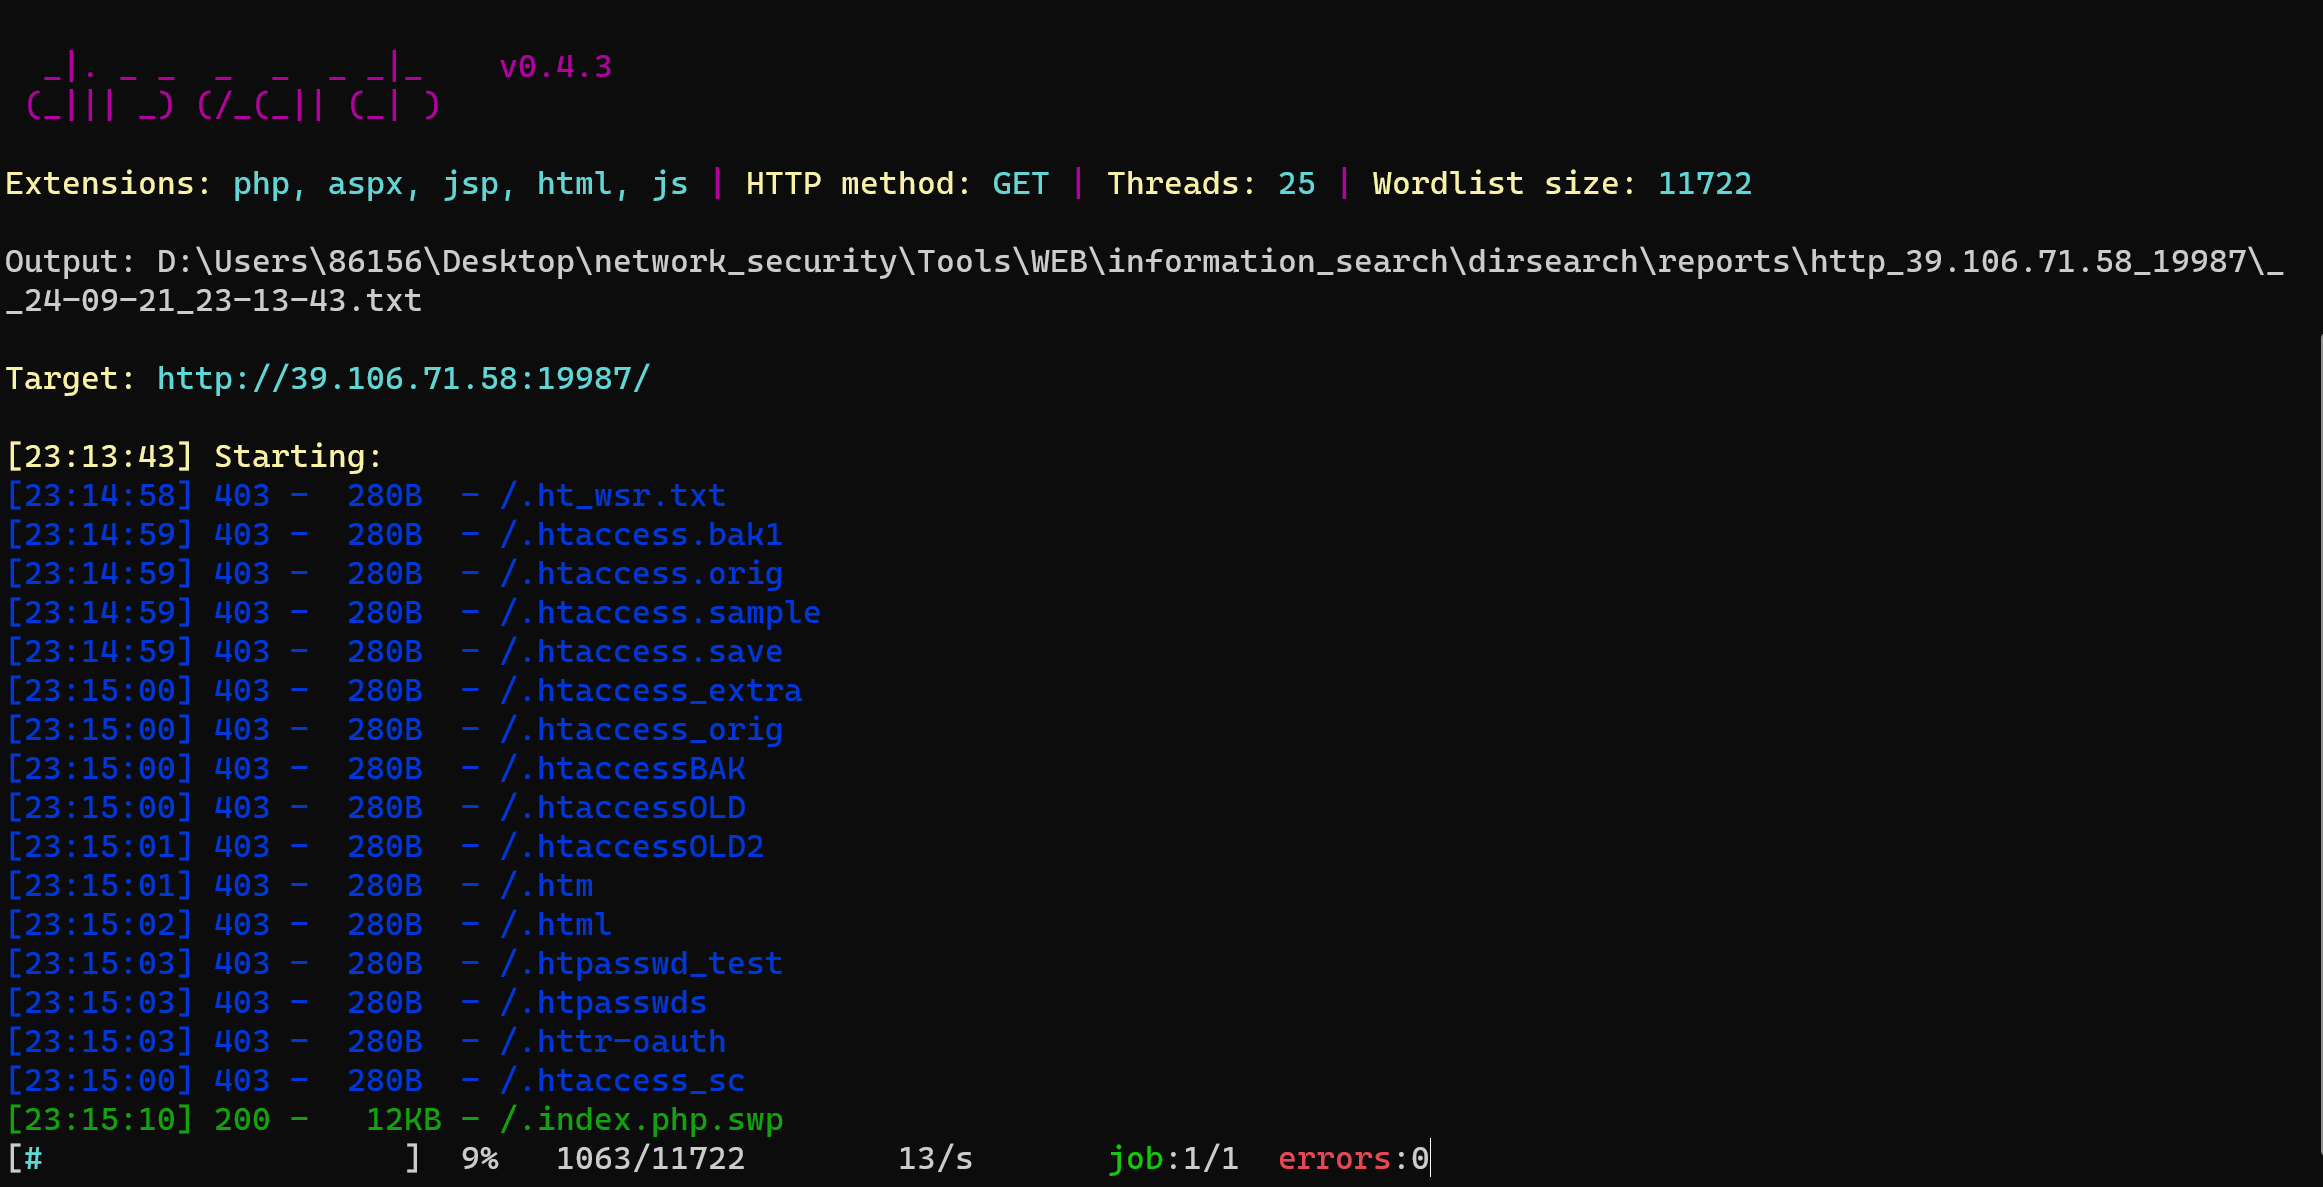 _|. _ _  _  _  _ _|_    v0.4.3
(_||| _) (/_(_|| (_| )
Extensions: php, aspx, jsp, html, js | HTTP method: GET | Threads: 25 | Wordlist size: 11722
Output: D:\Users\86156\Desktop\network_security\Tools\WEB\information_search\dirsearch\reports\http_39.106.71.58_19987\_
_24-09-21_23-13-43.txt
Target: http://39.106.71.58:19987/
[23:13:43] Starting:
[23:14:58] 403 -  280B  - /.ht_wsr.txt
[23:14:59] 403 -  280B  - /.htaccess.bak1
[23:14:59] 403 -  280B  - /.htaccess.orig
[23:14:59] 403 -  280B  - /.htaccess.sample
[23:14:59] 403 -  280B  - /.htaccess.save
[23:15:00] 403 -  280B  - /.htaccess_extra
[23:15:00] 403 -  280B  - /.htaccess_orig
[23:15:00] 403 -  280B  - /.htaccessBAK
[23:15:00] 403 -  280B  - /.htaccessOLD
[23:15:01] 403 -  280B  - /.htaccessOLD2
[23:15:01] 403 -  280B  - /.htm
[23:15:02] 403 -  280B  - /.html
[23:15:03] 403 -  280B  - /.htpasswd_test
[23:15:03] 403 -  280B  - /.htpasswds
[23:15:03] 403 -  280B  - /.httr-oauth
[23:15:00] 403 -  280B  - /.htaccess_sc
[23:15:10] 200 -   12KB - /.index.php.swp
[#                   ]  9%   1063/11722        13/s       job:1/1  errors:0